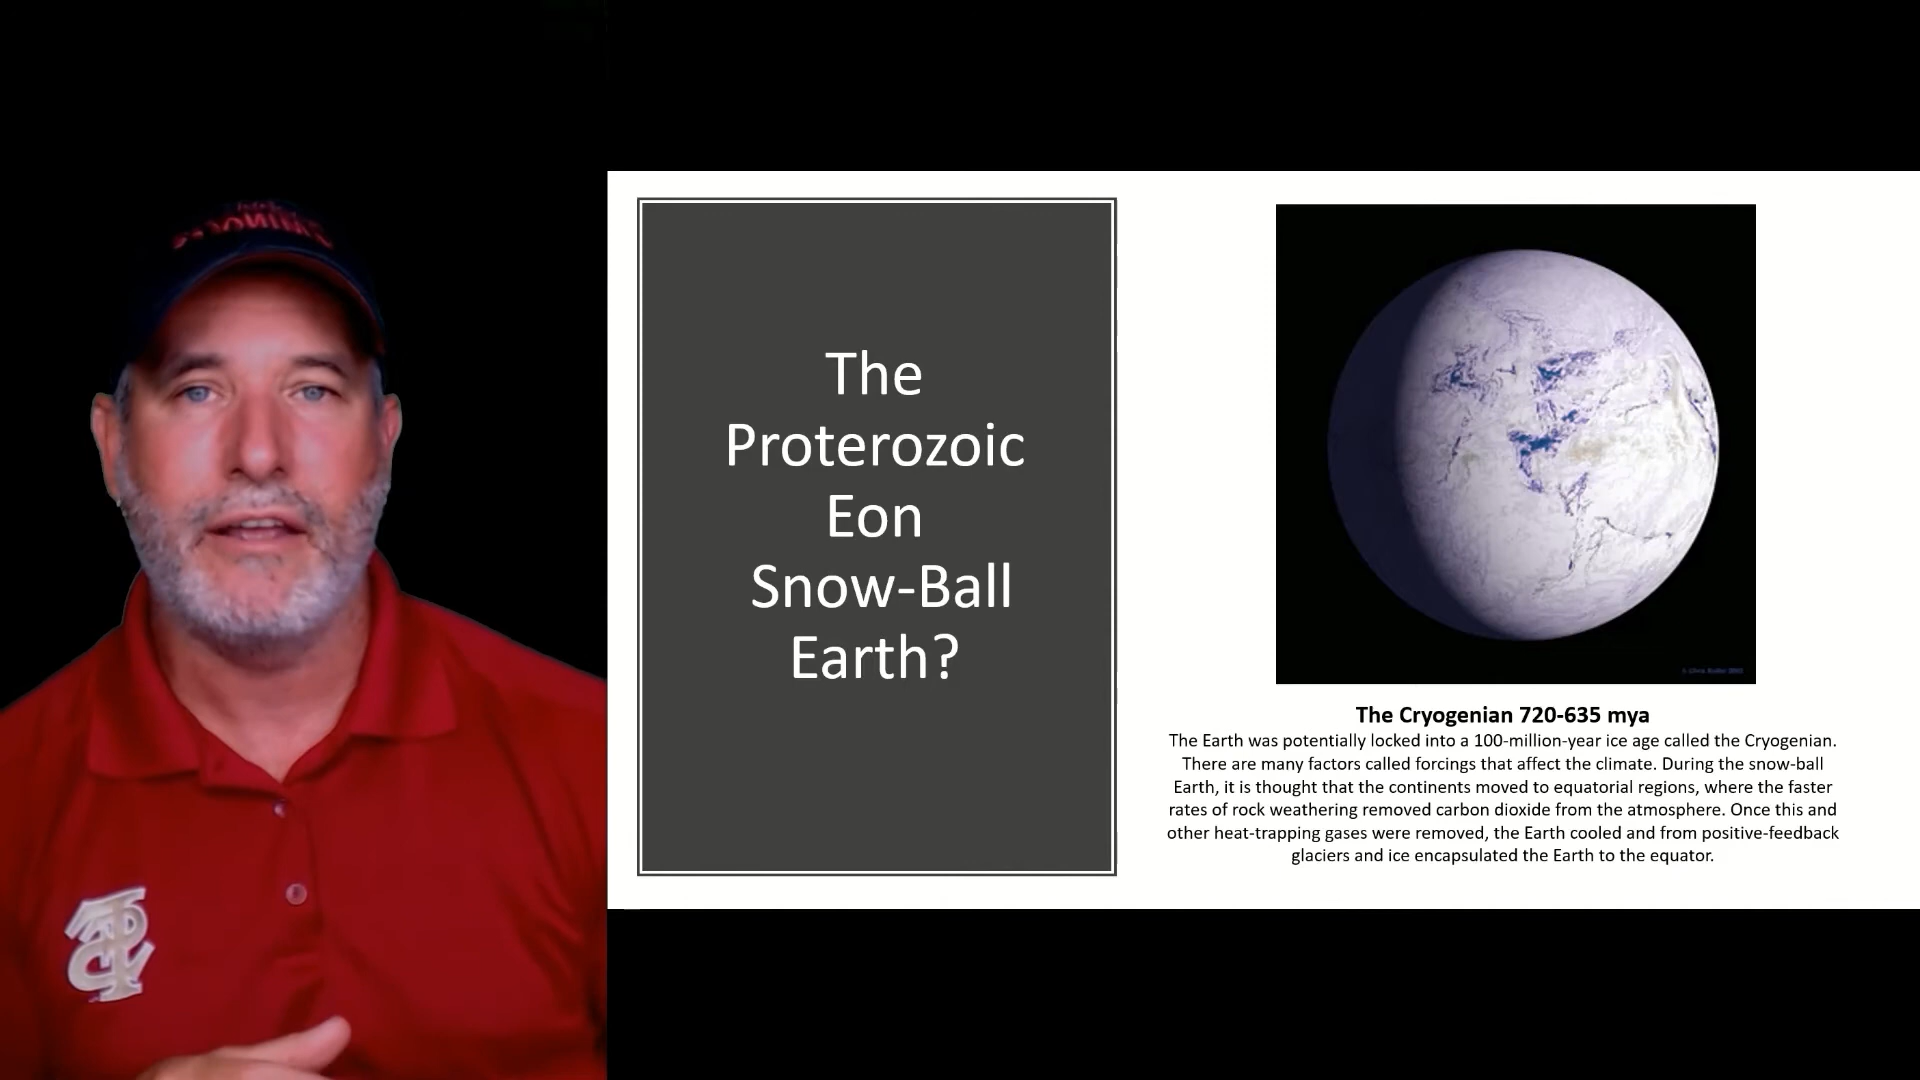 The
Proterozoic
Eon
Snow-Ball
Earth?
The Cryogenian 720-635 mya
The Earth was potentially locked into a 100-million-year ice age called the Cryogenian.
There are many factors called forcings that affect the climate. During the snow-ball
Earth, it is thought that the continents moved to equatorial regions, where the faster
rates of rock weathering removed carbon dioxide from the atmosphere. Once this and
other heat-trapping gases were removed, the Earth cooled and from positive-feedback
glaciers and ice encapsulated the Earth to the equator.